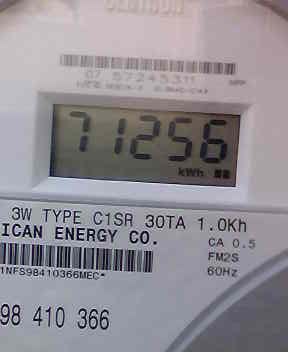 CENTRON
07 57245311
71256
kWh
3W TYPE C1SR 30TA 1.0Kh
ICAN ENERGY CO.
CA 0.5
FM2S
60Hz
1NFS98410366MEC*
98 410 366